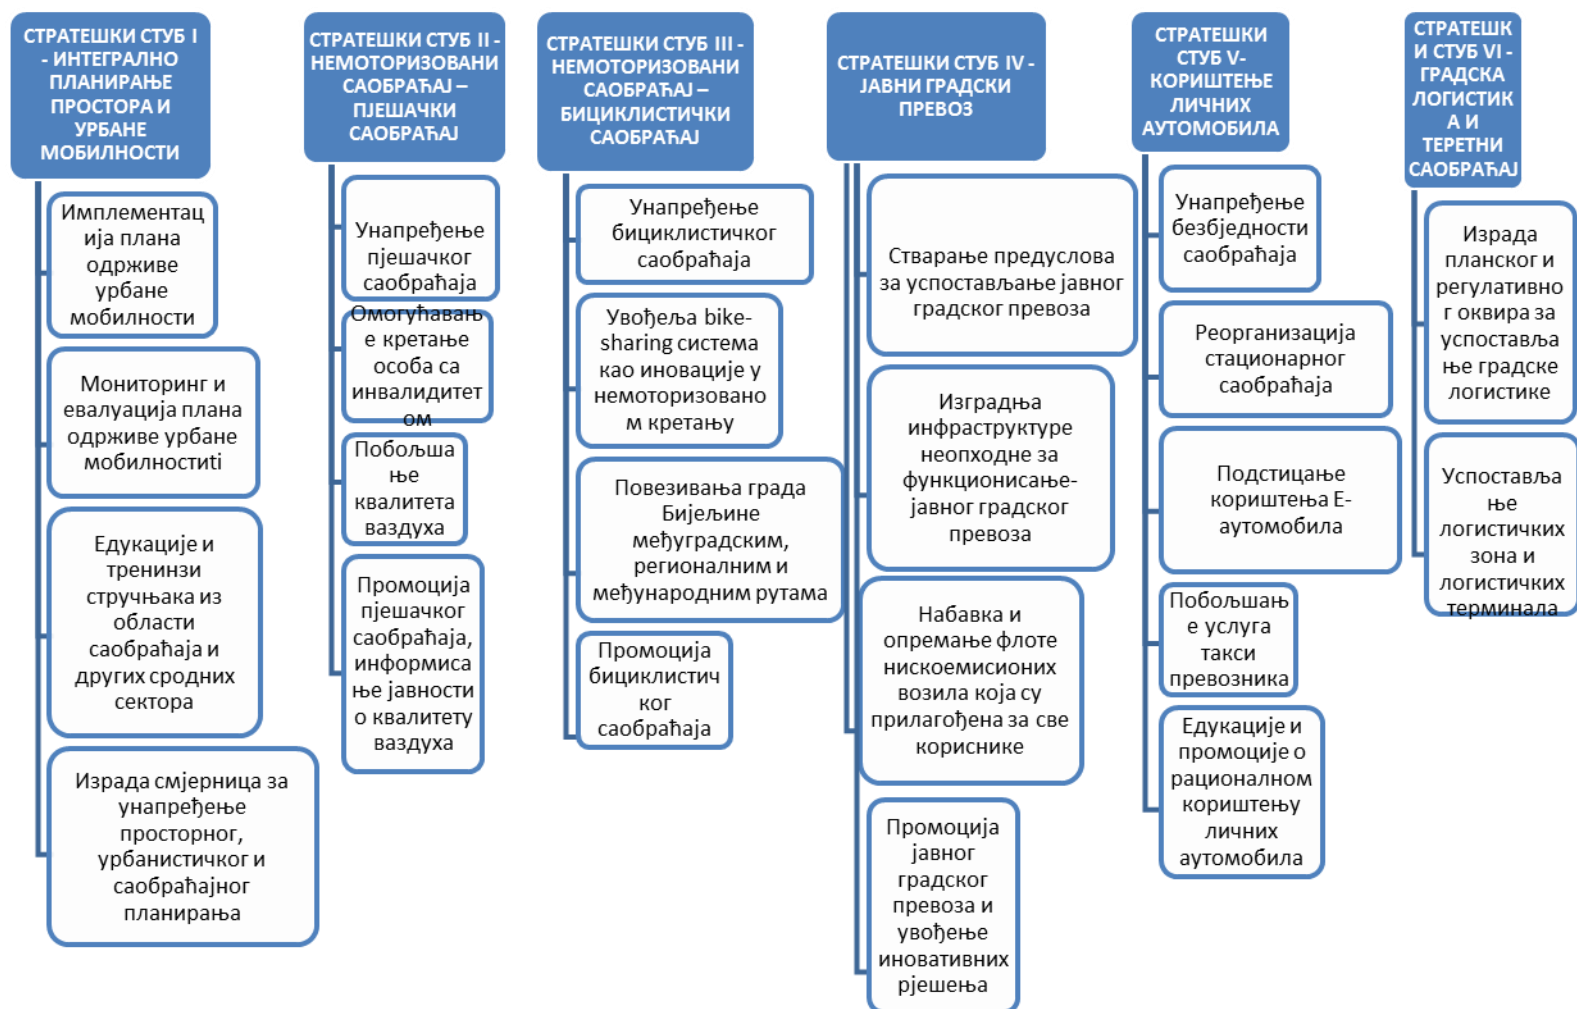 СТРАТЕШКИ СТУБ I
- ИНТЕГРАЛНО
ПЛАНИРАЊЕ
ПРОСТОРА И
УРБАНЕ
МОБИЛНОСТИ
Имплементац
ија плана
одрживе
урбане
мобилности
Мониторинг и
евалуација плана
одрживе урбане
мобилностиti
Едукације и
тренинзи
стручњака из
области
саобраћаја и
других сродних
сектора
Израда смјерница за
унапређење
просторног,
урбанистичког и
саобраћајног
планирања
СТРАТЕШКИ СТУБ II -
НЕМОТОРИЗОВАНИ
САОБРАЋАЈ –
ПЈЕШАЧКИ
САОБРАЋАЈ
Унапређење
пјешачког
саобраћаја
Омогућавањ
е кретање
особа са
инвалидитет
ом
Побољша
ње
квалитета
ваздуха
Промоција
пјешачког
саобраћаја,
информиса
ње јавности
о квалитету
ваздуха
СТРАТЕШКИ СТУБ III -
НЕМОТОРИЗОВАНИ
САОБРАЋАЈ –
БИЦИКЛИСТИЧКИ
САОБРАЋАЈ
Унапређење
бициклистичког
саобраћаја
Увођења bike-
sharing система
као иновације у
немоторизовано
м кретању
Повезивања града
Бијељине
међуградским,
регионалним и
међународним рутама
Промоција
бициклистич
ког
саобраћаја
СТРАТЕШКИ СТУБ IV -
ЈАВНИ ГРАДСКИ
ПРЕВОЗ
Стварање предуслова
за успостављање јавног
градског превоза
Изградња
инфраструктуре
неопходне за
функционисање-
јавног градског
превоза
Набавка и
опремање флоте
нискоемисионих
возила која су
прилагођена за све
кориснике
Промоција
јавног
градског
превоза и
увођење
иновативних
рјешења
СТРАТЕШКИ
СТУБ V-
КОРИШТЕЊЕ
ЛИЧНИХ
АУТОМОБИЛА
Унапређење
безбједности
саобраћаја
Реорганизација
стационарног
саобраћаја
Подстицање
кориштења Е-
аутомобила
Побољшањ
е услуга
такси
превозника
Едукације и
промоције о
рационалном
кориштењу
личних
аутомобила
СТРАТЕШК
И СТУБ VI -
ГРАДСКА
ЛОГИСТИК
А И
ТЕРЕТНИ
САОБРАЋАЈ
Израда
планског и
регулативно
г оквира за
успоставља
ње градске
логистике
Успоставља
ње
логистичких
зона и
логистичких
терминала